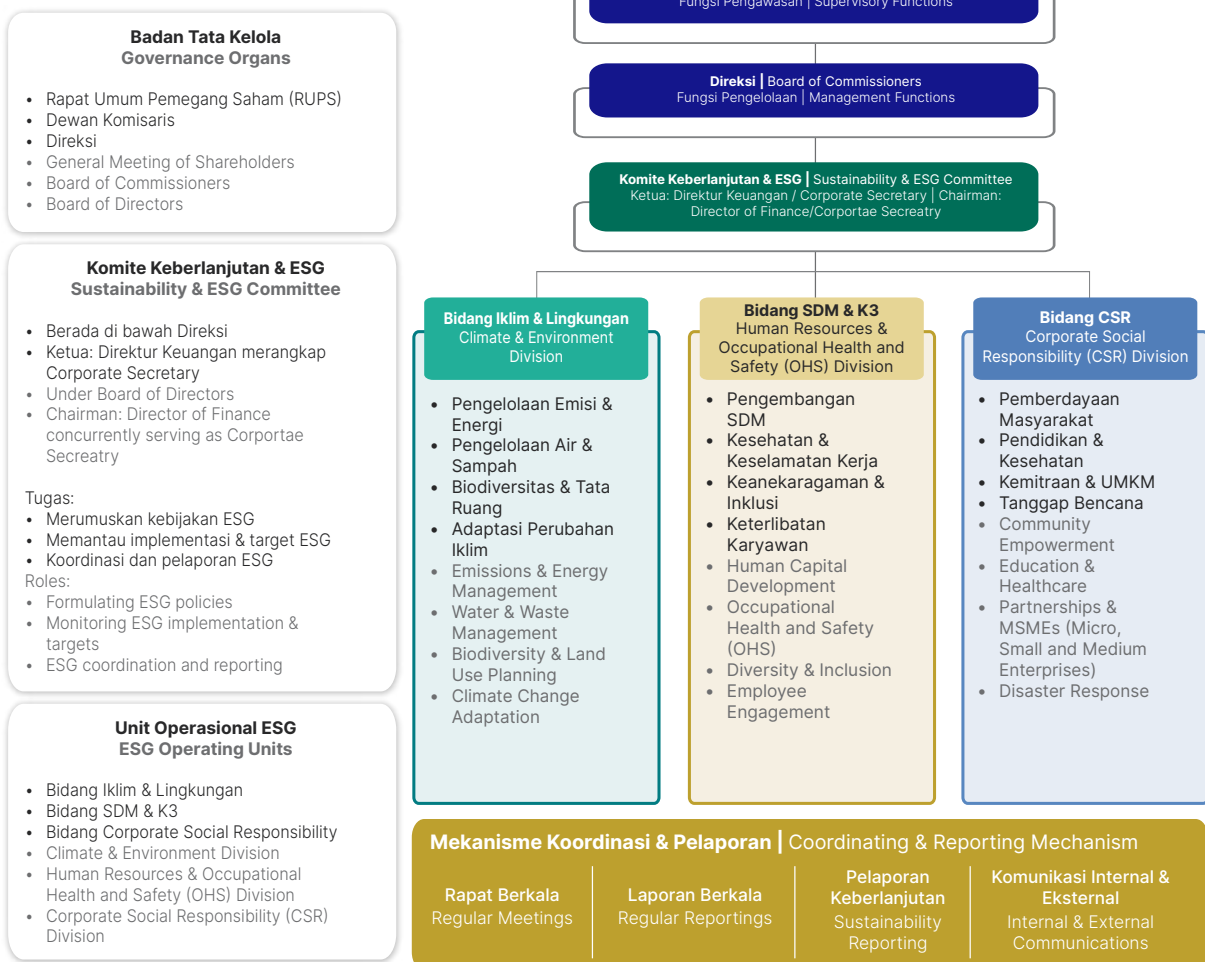 Badan Tata Kelola
Governance Organs
• Rapat Umum Pemegang Saham (RUPS)
• Dewan Komisaris
• Direksi
• General Meeting of Shareholders
• Board of Commissioners
• Board of Directors
Komite Keberlanjutan & ESG
Sustainability & ESG Committee
• Berada di bawah Direksi
• Ketua: Direktur Keuangan merangkap
Corporate Secretary
• Under Board of Directors
• Chairman: Director of Finance
concurrently serving as Corportae
Secreatry
Tugas:
• Merumuskan kebijakan ESG
• Memantau implementasi & target ESG
• Koordinasi dan pelaporan ESG
Roles:
• Formulating ESG policies
• Monitoring ESG implementation &
targets
• ESG coordination and reporting
Unit Operasional ESG
ESG Operating Units
• Bidang Iklim & Lingkungan
• Bidang SDM & K3
• Bidang Corporate Social Responsibility
• Climate & Environment Division
• Human Resources & Occupational
Health and Safety (OHS) Division
• Corporate Social Responsibility (CSR)
Division
Fungsi Pengawasan | Supervisory Functions
Direksi | Board of Commissioners
Fungsi Pengelolaan | Management Functions
Komite Keberlanjutan & ESG | Sustainability & ESG Committee
Ketua: Direktur Keuangan / Corporate Secretary | Chairman:
Director of Finance/Corportae Secreatry
Bidang Iklim & Lingkungan
Climate & Environment
Division
• Pengelolaan Emisi &
Energi
• Pengelolaan Air &
Sampah
• Biodiversitas & Tata
Ruang
• Adaptasi Perubahan
Iklim
• Emissions & Energy
Management
• Water & Waste
Management
• Biodiversity & Land
Use Planning
• Climate Change
Adaptation
Bidang SDM & K3
Human Resources &
Occupational Health and
Safety (OHS) Division
• Pengembangan
SDM
• Kesehatan &
Keselamatan Kerja
• Keanekaragaman &
Inklusi
• Keterlibatan
Karyawan
• Human Capital
Development
• Occupational
Health and Safety
(OHS)
• Diversity & Inclusion
• Employee
Engagement
Bidang CSR
Corporate Social
Responsibility (CSR) Division
• Pemberdayaan
Masyarakat
• Pendidikan &
Kesehatan
• Kemitraan & UMKM
• Tanggap Bencana
• Community
Empowerment
• Education &
Healthcare
• Partnerships &
MSMEs (Micro,
Small and Medium
Enterprises)
• Disaster Response
Mekanisme Koordinasi & Pelaporan | Coordinating & Reporting Mechanism
Rapat Berkala
Regular Meetings
Laporan Berkala
Regular Reportings
Pelaporan
Keberlanjutan
Sustainability
Reporting
Komunikasi Internal &
Eksternal
Internal & External
Communications